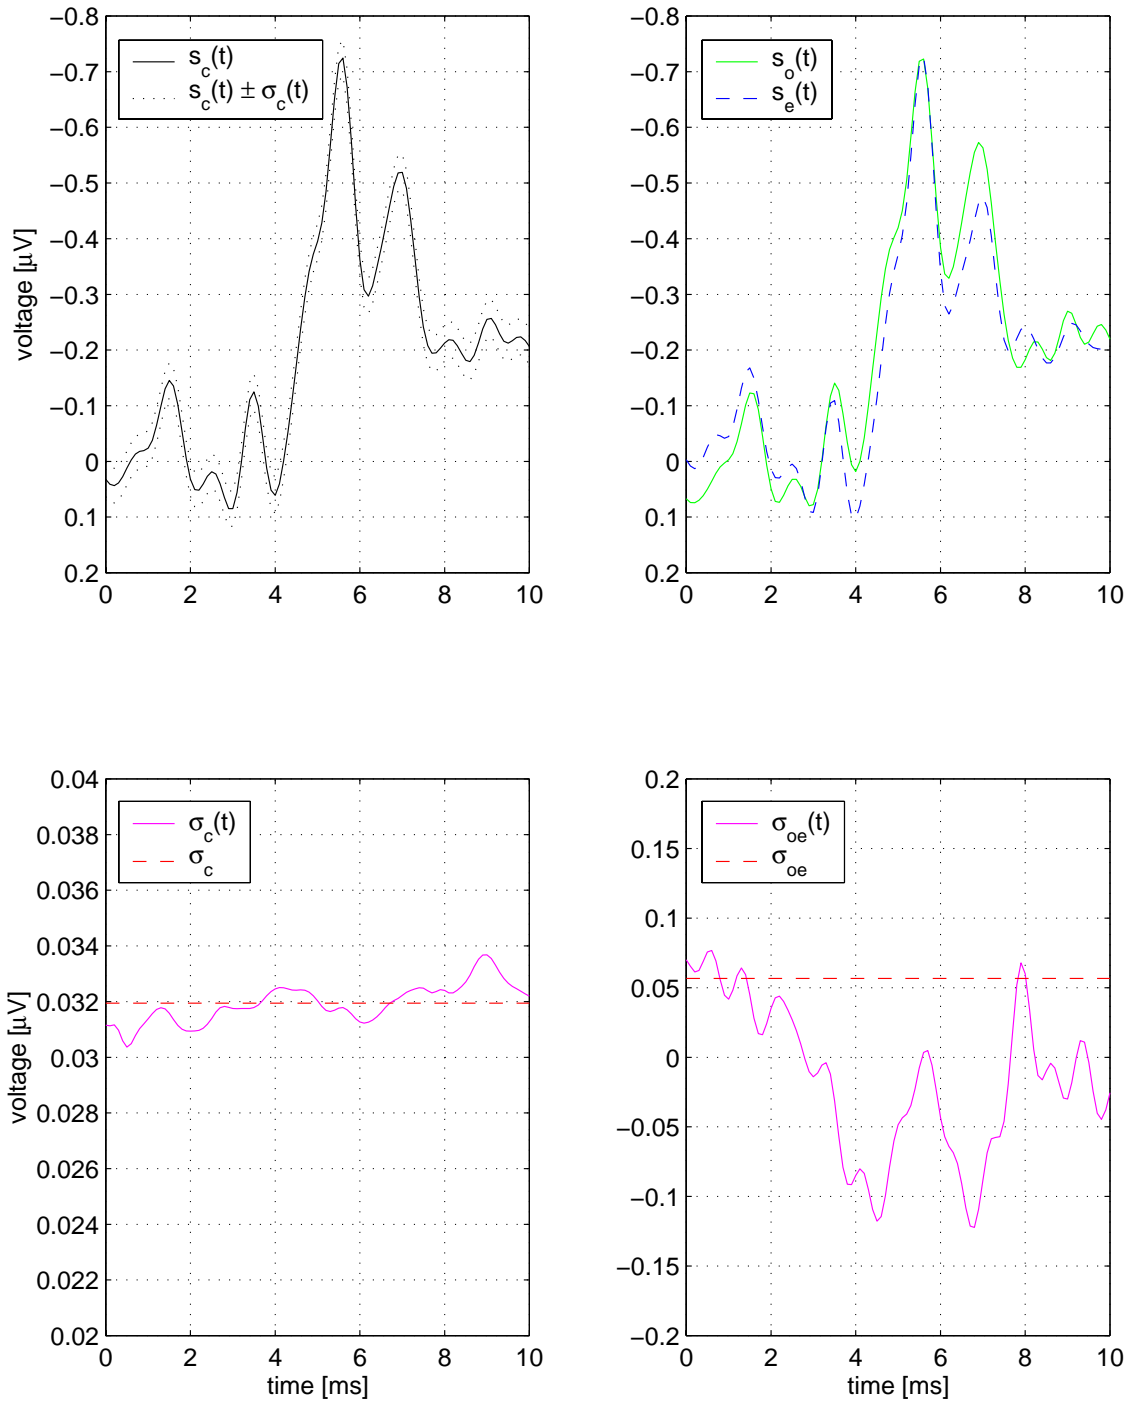 −0.8
−0.7
−0.6
−0.5
−0.4
−0.3
−0.2
−0.1
0
0.1
0.2
voltage [μV]
0 2 4 6 8 10
s_c(t)
s_c(t) ± σ_c(t)
−0.8
−0.7
−0.6
−0.5
−0.4
−0.3
−0.2
−0.1
0
0.1
0.2
0 2 4 6 8 10
s_o(t)
s_e(t)
0.04
0.038
0.036
0.034
0.032
0.03
0.028
0.026
0.024
0.022
0.02
voltage [μV]
0 2 4 6 8 10
time [ms]
σ_c(t)
σ_c
0.2
0.15
0.1
0.05
0
−0.05
−0.1
−0.15
−0.2
0 2 4 6 8 10
time [ms]
σ_oe(t)
σ_oe